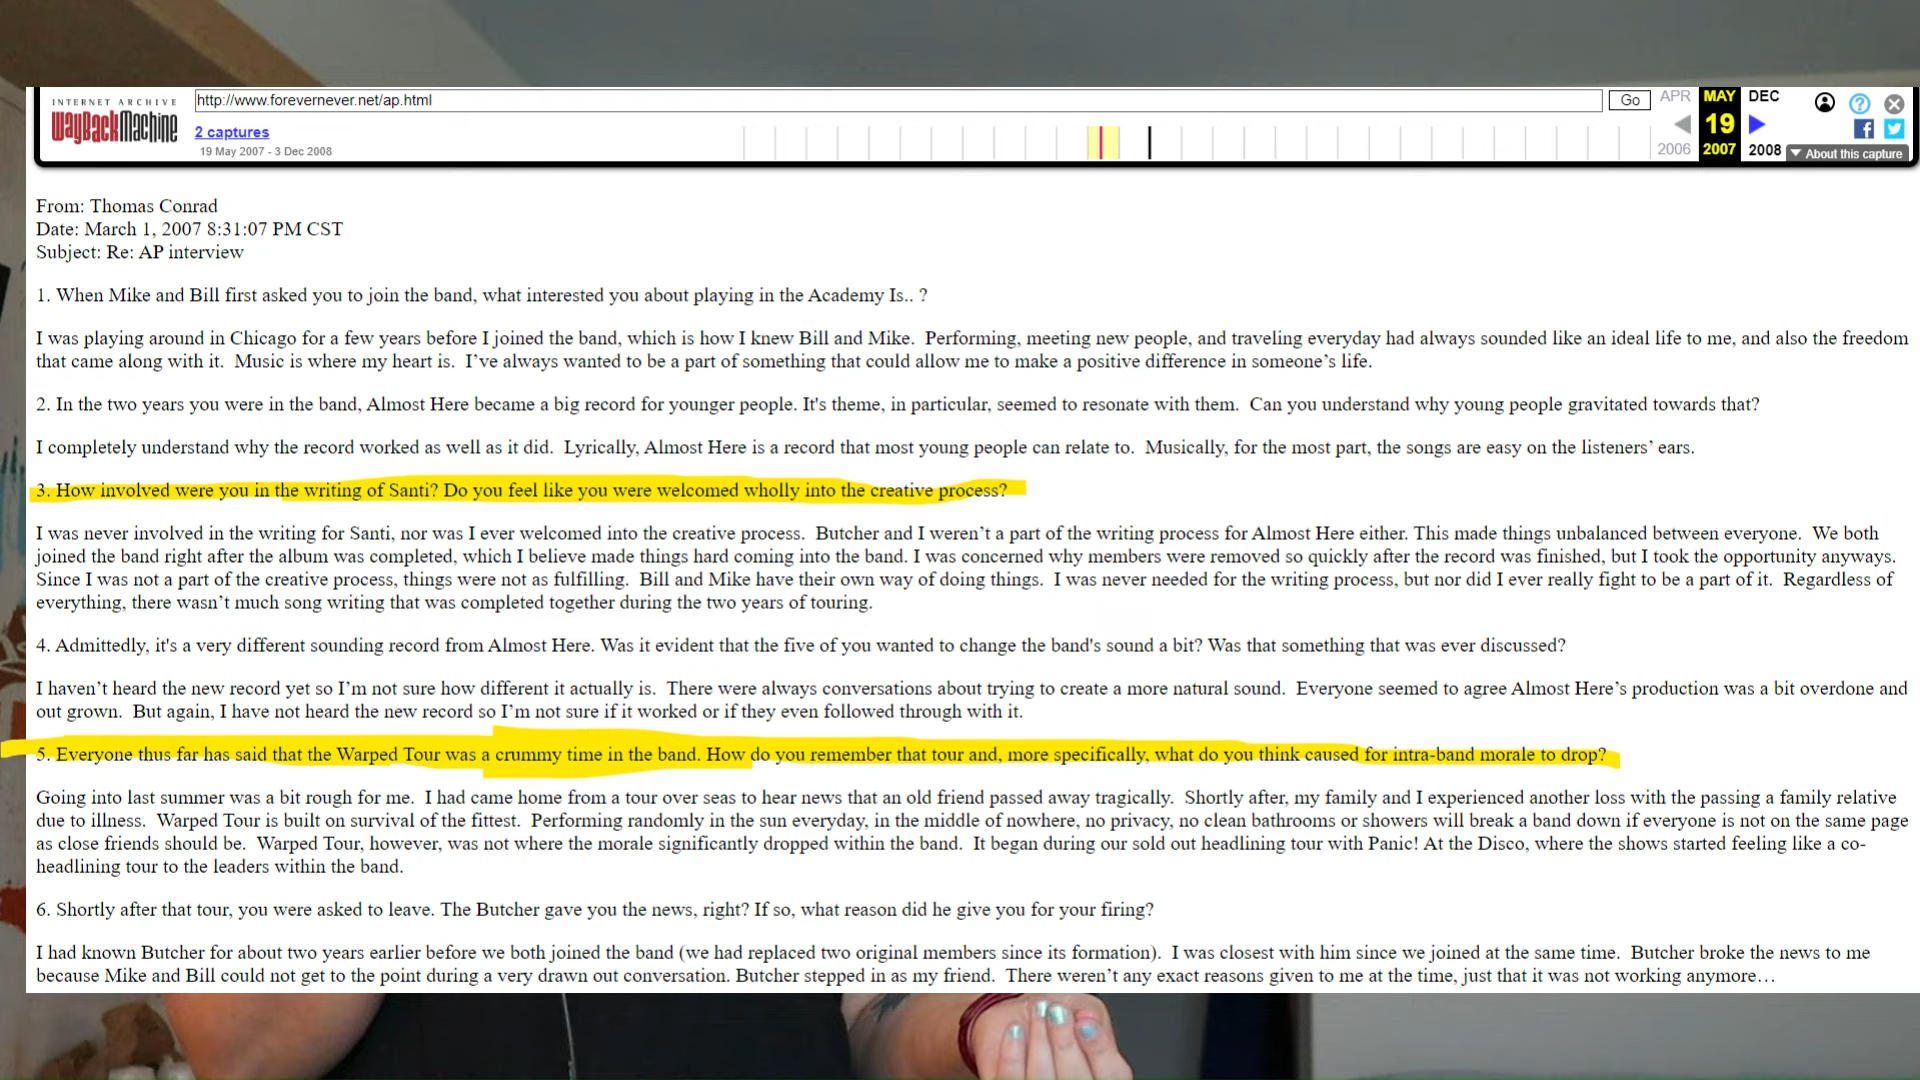 INTERNET ARCHIVE
WayBackMachine
http://www.forevernever.net/ap.html
Go
2 captures
19 May 2007 - 3 Dec 2008
APR MAY DEC
19
2006 2007 2008
About this capture
From: Thomas Conrad
Date: March 1, 2007 8:31:07 PM CST
Subject: Re: AP interview
1. When Mike and Bill first asked you to join the band, what interested you about playing in the Academy Is.. ?
I was playing around in Chicago for a few years before I joined the band, which is how I knew Bill and Mike.  Performing, meeting new people, and traveling everyday had always sounded like an ideal life to me, and also the freedom
that came along with it.  Music is where my heart is.  I’ve always wanted to be a part of something that could allow me to make a positive difference in someone’s life.
2. In the two years you were in the band, Almost Here became a big record for younger people. It's theme, in particular, seemed to resonate with them.  Can you understand why young people gravitated towards that?
I completely understand why the record worked as well as it did.  Lyrically, Almost Here is a record that most young people can relate to.  Musically, for the most part, the songs are easy on the listeners’ ears.
3. How involved were you in the writing of Santi? Do you feel like you were welcomed wholly into the creative process?
I was never involved in the writing for Santi, nor was I ever welcomed into the creative process.  Butcher and I weren’t a part of the writing process for Almost Here either. This made things unbalanced between everyone.  We both
joined the band right after the album was completed, which I believe made things hard coming into the band. I was concerned why members were removed so quickly after the record was finished, but I took the opportunity anyways.
Since I was not a part of the creative process, things were not as fulfilling.  Bill and Mike have their own way of doing things.  I was never needed for the writing process, but nor did I ever really fight to be a part of it.  Regardless of
everything, there wasn’t much song writing that was completed together during the two years of touring.
4. Admittedly, it's a very different sounding record from Almost Here. Was it evident that the five of you wanted to change the band's sound a bit? Was that something that was ever discussed?
I haven’t heard the new record yet so I’m not sure how different it actually is.  There were always conversations about trying to create a more natural sound.  Everyone seemed to agree Almost Here’s production was a bit overdone and
out grown.  But again, I have not heard the new record so I’m not sure if it worked or if they even followed through with it.
5. Everyone thus far has said that the Warped Tour was a crummy time in the band. How do you remember that tour and, more specifically, what do you think caused for intra-band morale to drop?
Going into last summer was a bit rough for me.  I had came home from a tour over seas to hear news that an old friend passed away tragically.  Shortly after, my family and I experienced another loss with the passing a family relative
due to illness.  Warped Tour is built on survival of the fittest.  Performing randomly in the sun everyday, in the middle of nowhere, no privacy, no clean bathrooms or showers will break a band down if everyone is not on the same page
as close friends should be.  Warped Tour, however, was not where the morale significantly dropped within the band.  It began during our sold out headlining tour with Panic! At the Disco, where the shows started feeling like a co-
headlining tour to the leaders within the band.
6. Shortly after that tour, you were asked to leave. The Butcher gave you the news, right? If so, what reason did he give you for your firing?
I had known Butcher for about two years earlier before we both joined the band (we had replaced two original members since its formation).  I was closest with him since we joined at the same time.  Butcher broke the news to me
because Mike and Bill could not get to the point during a very drawn out conversation. Butcher stepped in as my friend.  There weren’t any exact reasons given to me at the time, just that it was not working anymore…